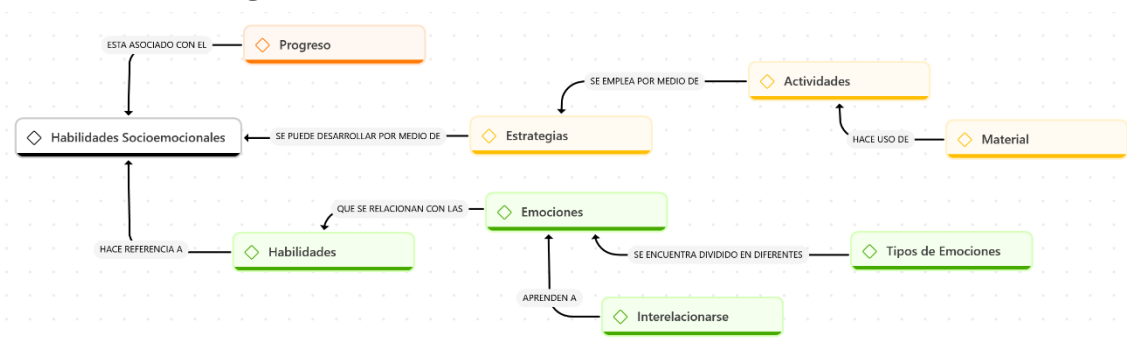 ESTA ASOCIADO CON EL
Progreso
SE EMPLEA POR MEDIO DE
Actividades
Habilidades Socioemocionales
SE PUEDE DESARROLLAR POR MEDIO DE
Estrategias
HACE USO DE
Material
QUE SE RELACIONAN CON LAS
Emociones
HACE REFERENCIA A
Habilidades
SE ENCUENTRA DIVIDIDO EN DIFERENTES
Tipos de Emociones
APRENDEN A
Interelacionarse